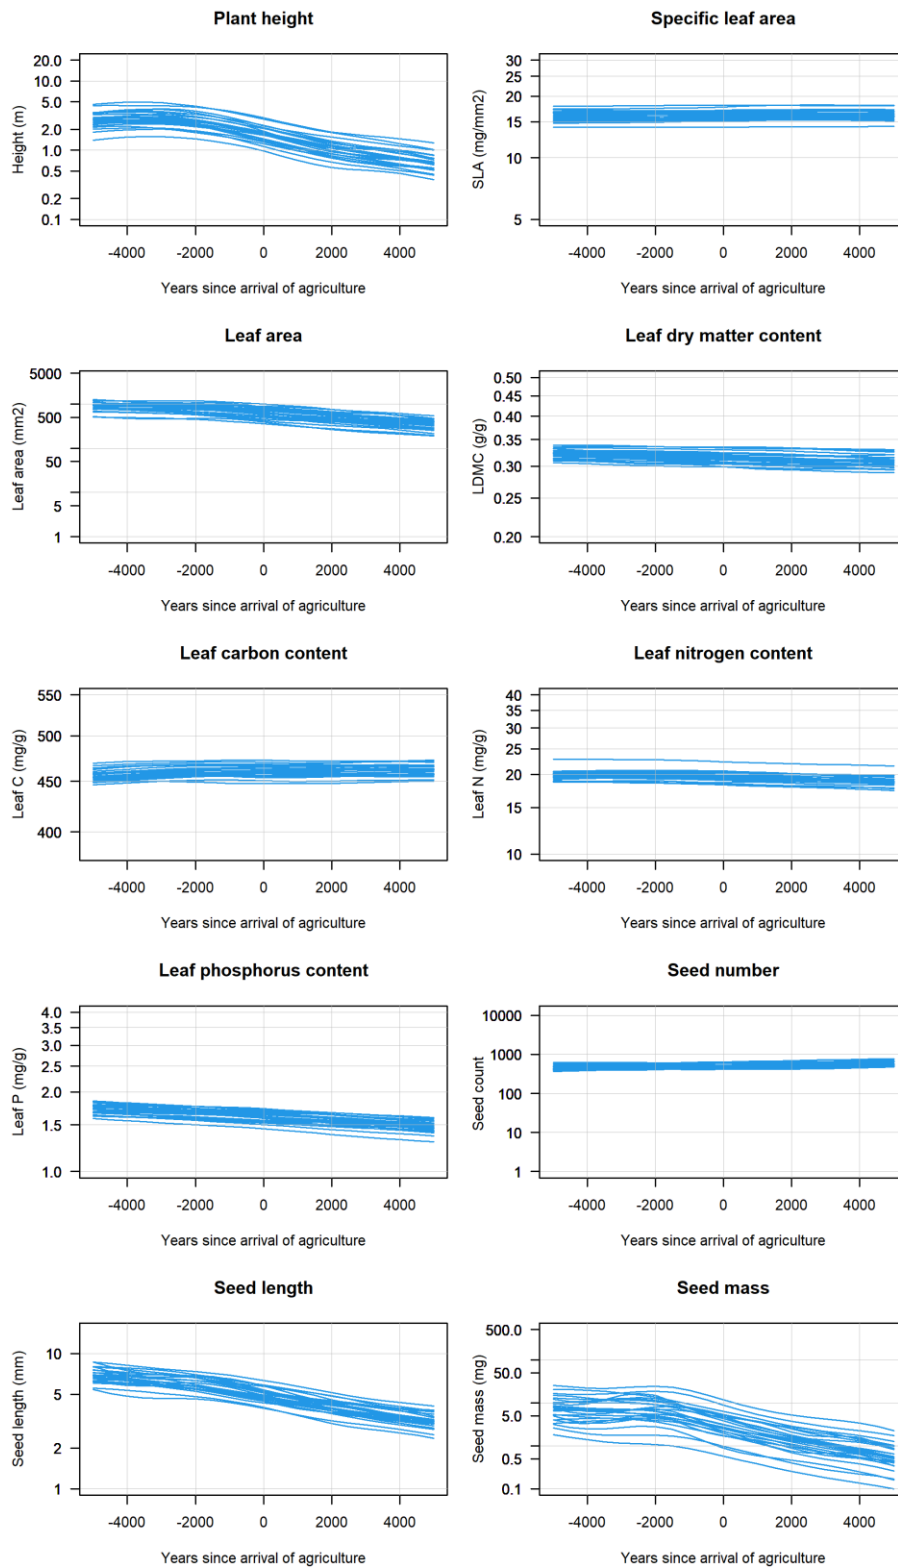 Plant height
Height (m)
20.0
10.0
5.0
2.0
1.0
0.5
0.2
0.1
-4000 -2000 0 2000 4000
Years since arrival of agriculture
Specific leaf area
SLA (mg/mm2)
30
25
20
15
10
5
-4000 -2000 0 2000 4000
Years since arrival of agriculture
Leaf area
Leaf area (mm2)
5000
500
50
5
1
-4000 -2000 0 2000 4000
Years since arrival of agriculture
Leaf dry matter content
LDMC (g/g)
0.50
0.45
0.40
0.35
0.30
0.25
0.20
-4000 -2000 0 2000 4000
Years since arrival of agriculture
Leaf carbon content
Leaf C (mg/g)
550
500
450
400
-4000 -2000 0 2000 4000
Years since arrival of agriculture
Leaf nitrogen content
Leaf N (mg/g)
40
35
30
25
20
15
10
-4000 -2000 0 2000 4000
Years since arrival of agriculture
Leaf phosphorus content
Leaf P (mg/g)
4.0
3.5
3.0
2.5
2.0
1.5
1.0
-4000 -2000 0 2000 4000
Years since arrival of agriculture
Seed number
Seed count
10000
1000
100
10
1
-4000 -2000 0 2000 4000
Years since arrival of agriculture
Seed length
Seed length (mm)
10
5
2
1
-4000 -2000 0 2000 4000
Years since arrival of agriculture
Seed mass
Seed mass (mg)
500.0
50.0
5.0
0.5
0.1
-4000 -2000 0 2000 4000
Years since arrival of agriculture